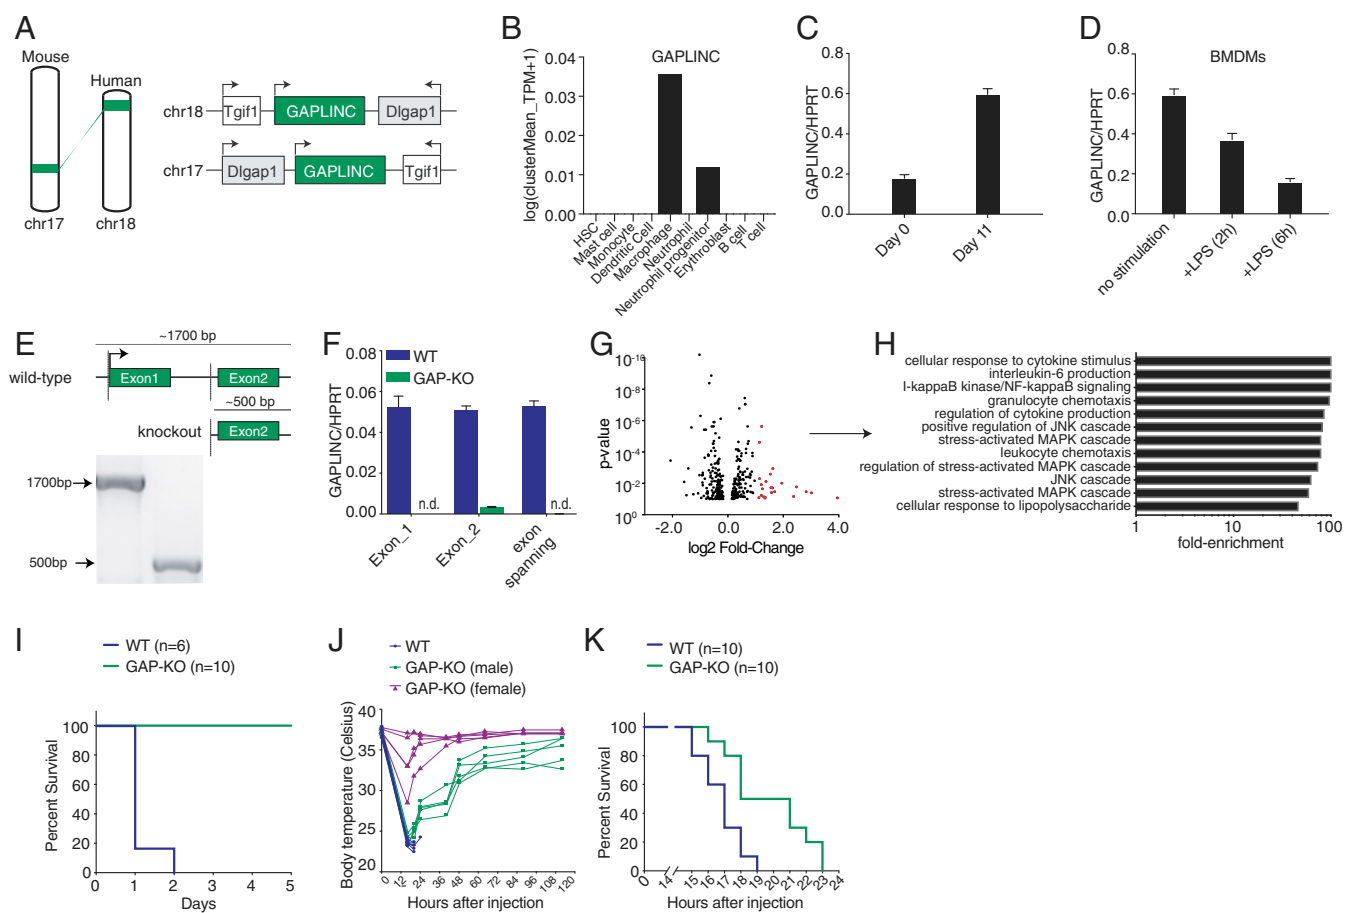 A
Mouse
Human
chr17
chr18
chr18
Tgif1
GAPLINC
Dlgap1
chr17
Dlgap1
GAPLINC
Tgif1
B
GAPLINC
log(clusterMean_TPM+1)
0.04
0.03
0.02
0.01
0.00
HSC
Mast cell
Monocyte
Dendritic Cell
Macrophage
Neutrophil
Neutrophil progenitor
Erythroblast
B cell
T cell
C
GAPLINC/HPRT
0.8
0.6
0.4
0.2
0.0
Day 0
Day 11
D
BMDMs
GAPLINC/HPRT
0.8
0.6
0.4
0.2
0.0
no stimulation
+LPS (2h)
+LPS (6h)
E
~1700 bp
wild-type
Exon1
Exon2
~500 bp
knockout
Exon2
1700bp
500bp
F
WT
GAP-KO
GAPLINC/HPRT
0.08
0.06
0.04
0.02
0.00
n.d.
n.d.
Exon_1
Exon_2
exon
spanning
G
p-value
10-10
10-8
10-6
10-4
10-2
100
-2.0
0.0
2.0
4.0
log2 Fold-Change
H
cellular response to cytokine stimulus
interleukin-6 production
I-kappaB kinase/NF-kappaB signaling
granulocyte chemotaxis
regulation of cytokine production
positive regulation of JNK cascade
stress-activated MAPK cascade
leukocyte chemotaxis
regulation of stress-activated MAPK cascade
JNK cascade
stress-activated MAPK cascade
cellular response to lipopolysaccharide
1
10
100
fold-enrichment
I
WT (n=6)
GAP-KO (n=10)
Percent Survival
100
80
60
40
20
0
0 1 2 3 4 5
Days
J
WT
GAP-KO (male)
GAP-KO (female)
Body temperature (Celsius)
40
35
30
25
20
0 12 24 36 48 60 72 84 96 108 120
Hours after injection
K
WT (n=10)
GAP-KO (n=10)
Percent Survival
100
80
60
40
20
0
0 14 15 16 17 18 19 20 21 22 23 24
Hours after injection